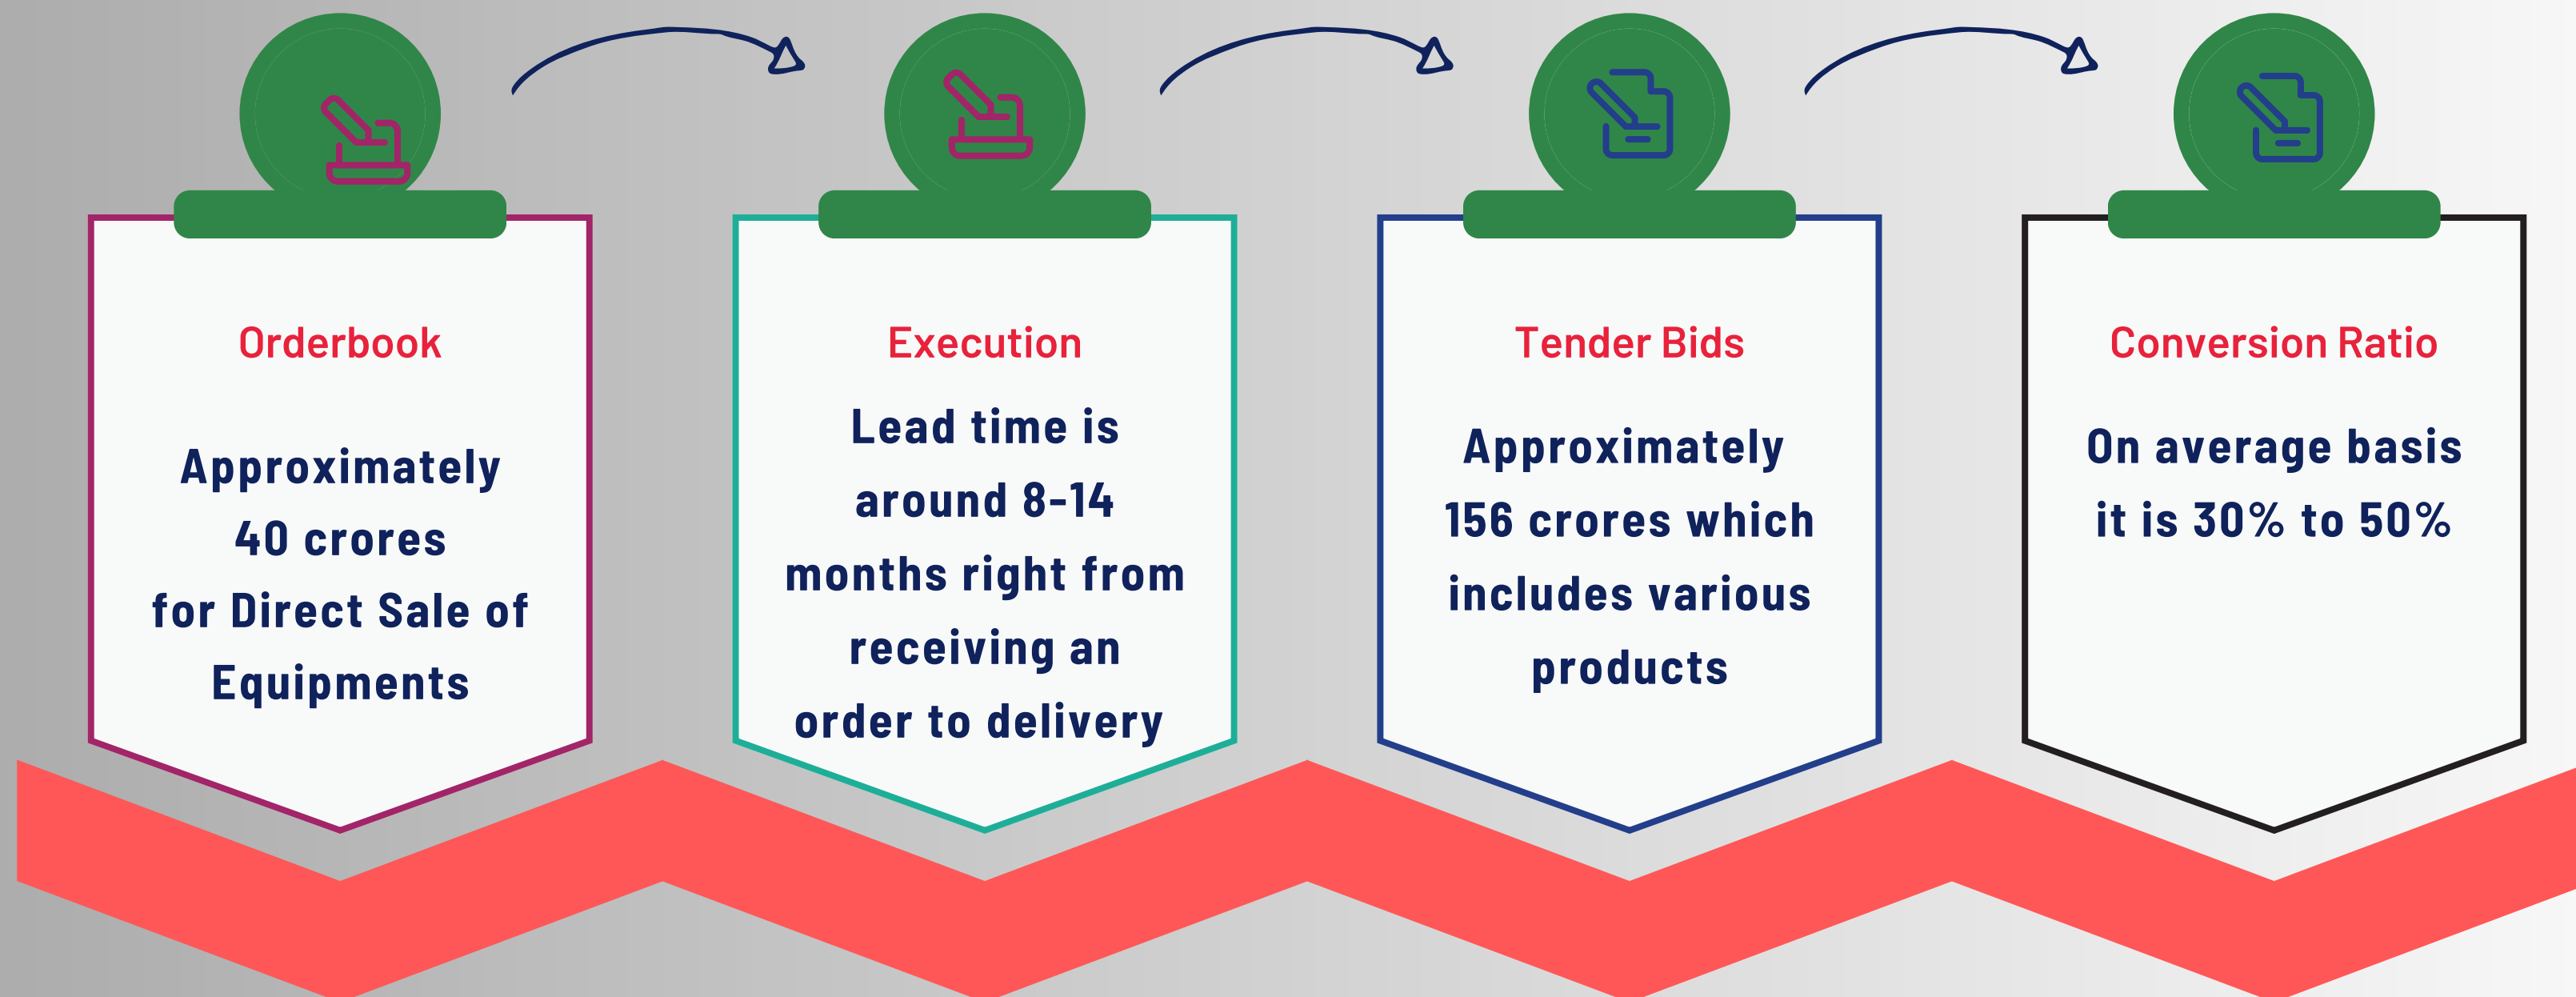 Orderbook
Approximately
40 crores
for Direct Sale of
Equipments
Execution
Lead time is
around 8-14
months right from
receiving an
order to delivery
Tender Bids
Approximately
156 crores which
includes various
products
Conversion Ratio
On average basis
it is 30% to 50%